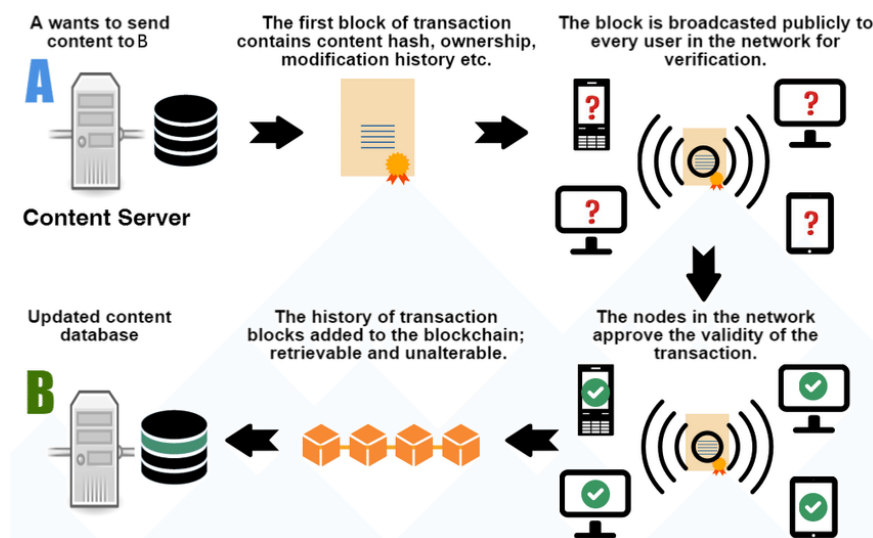 A wants to send
content to B
A
Content Server
The first block of transaction
contains content hash, ownership,
modification history etc.
The block is broadcasted publicly to
every user in the network for
verification.
?
?
?
?
The nodes in the network
approve the validity of the
transaction.
The history of transaction
blocks added to the blockchain;
retrievable and unalterable.
Updated content
database
B